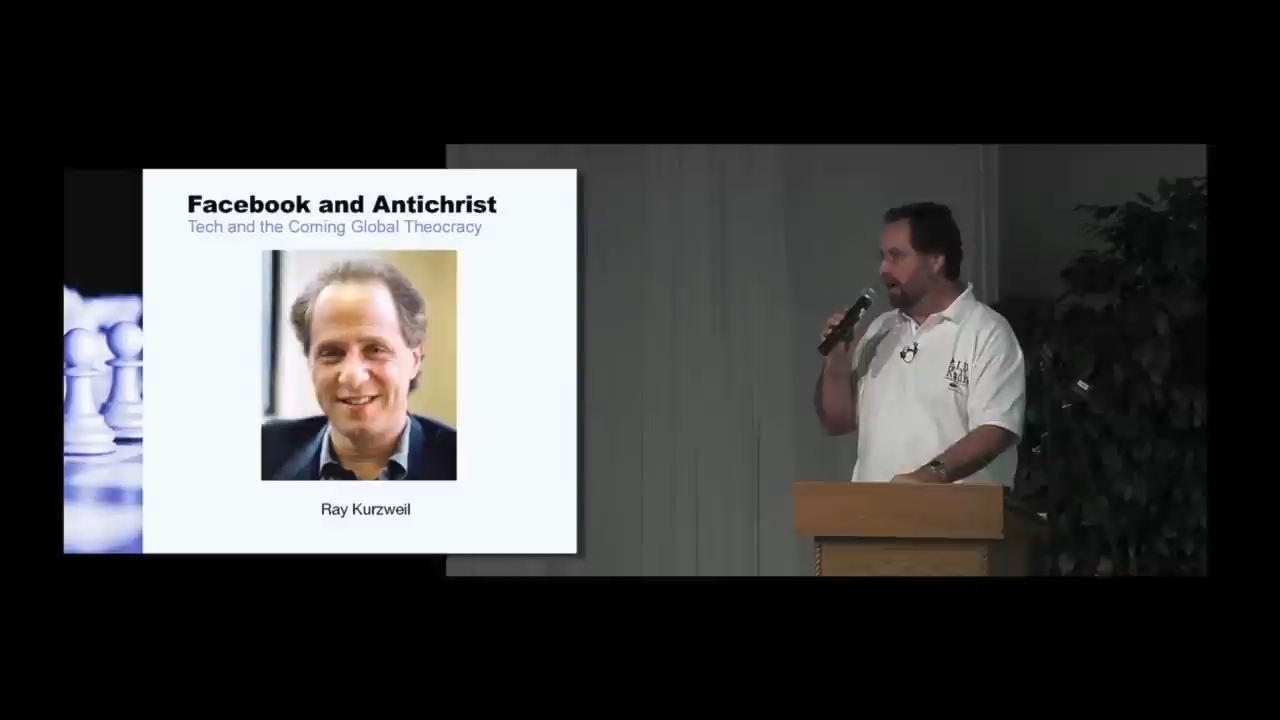 Facebook and Antichrist
Tech and the Coming Global Theocracy
Ray Kurzweil